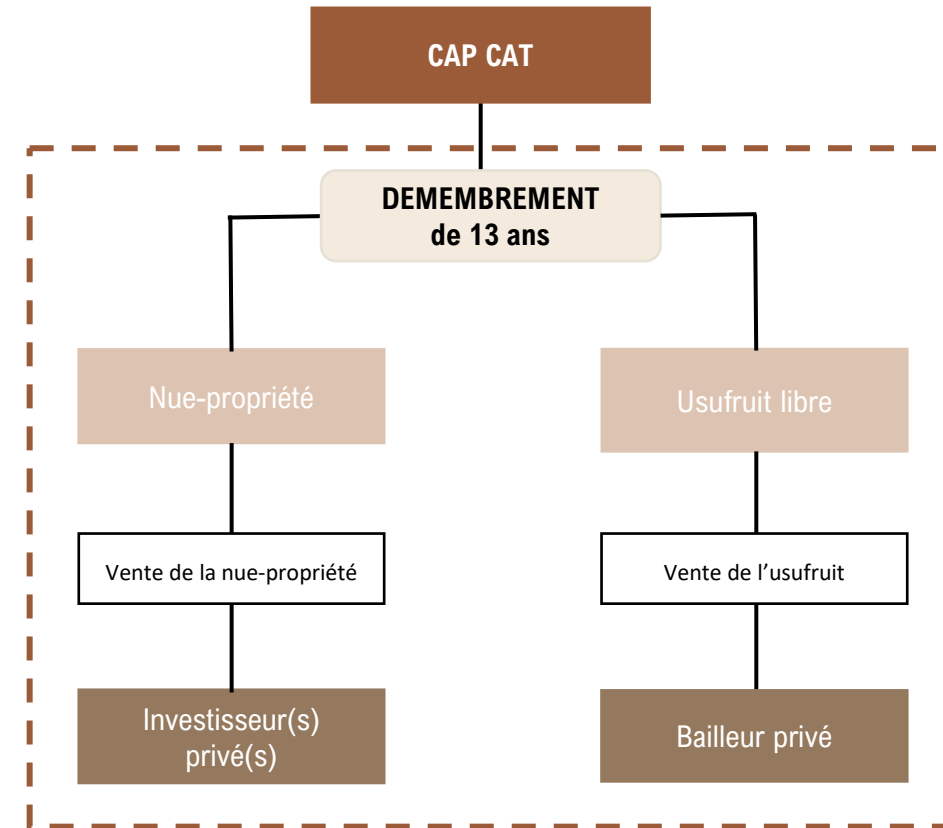 CAP CAT
DEMEMBREMENT
de 13 ans
Nue-propriété
Usufruit libre
Vente de la nue-propriété
Vente de l’usufruit
Investisseur(s)
privé(s)
Bailleur privé